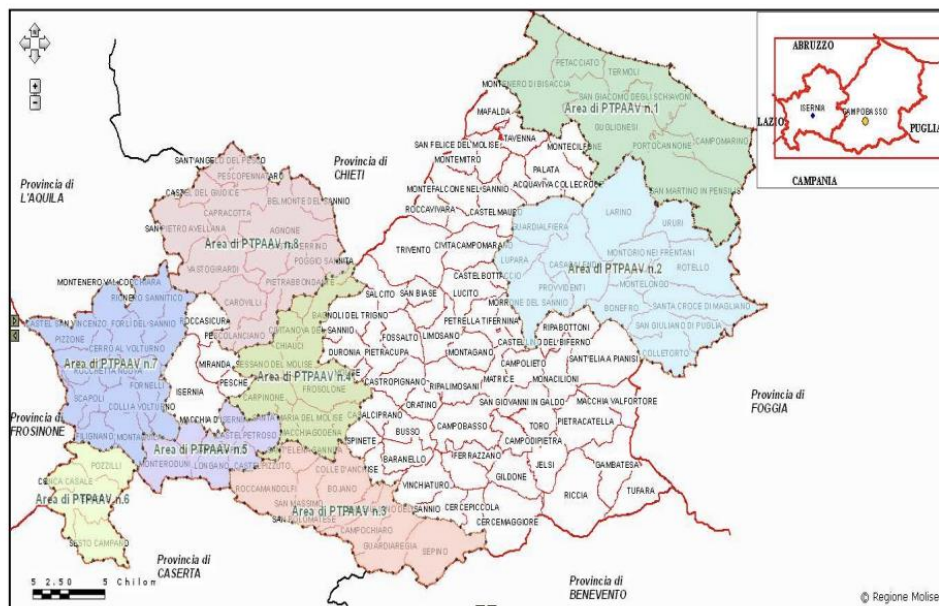 ABRUZZO
ISERNIA
CAMPOBASSO
LAZIO
PUGLIA
CAMPANIA
PETACCIATO
TERMOLI
MONTENERO DI BISACCIA
SAN GIACOMO DEGLI SCHIAVONI
Area di PTPAAV n.1
MAFALDA
GUGLIONESI
CAMPOMARINO
TAVENNA
PORTOCANNONE
MONTECILFONE
SAN FELICE DEL MOLISE
MONTEMITRO
PALATA
SANT'ANGELO DEL PESCO
PESCOPENNATARO
Provincia di
CHIETI
Provincia di
L'AQUILA
ACQUAVIVA COLLECROCE
SAN MARTINO IN PENSILIS
CASTEL DEL GIUDICE
BELMONTE DEL SANNIO
MONTEFALCONE NEL SANNIO
CAPRACOTTA
ROCCAVIVARA
CASTELMAURO
LARINO
SAN PIETRO AVELLANA
AGNONE
GUARDIALFIERA
URURI
Area di PTPAAV n.8
TRIVENTO
CIVITACAMPOMARANO
MONTORIO NEI FRENTANI
LUPARA
VASTOGIRARDI
POGGIO SANNITA
Area di PTPAAV n.2
ROTELLO
MONTENERO VAL COCCHIARA
PIETRABBONDANTE
PROVVIDENTI
MONTELONGO
RIONERO SANNITICO
SALCITO
SAN BIASE
LUCITO
CAROVILLI
MORRONE DEL SANNIO
BONEFRO
SANTA CROCE DI MAGLIANO
ROCCASICURA
PETRELLA TIFERNINA
CASTEL SAN VINCENZO
FORLI DEL SANNIO
SAN GIULIANO DI PUGLIA
RIPABOTTONI
PIZZONE
PESCOLANCIANO
CHIAUCI
FOSSALTO
LIMOSANO
CASTELLINO DEL BIFERNO
CERRO AL VOLTURNO
DURONIA
PIETRACUPA
MONTAGANO
COLLETORTO
SESSANO DEL MOLISE
CAMPOLIETO
SANT'ELIA A PIANISI
Area di PTPAAV n.7
MIRANDA
Area di PTPAAV n.4
MATRICE
MONACILIONI
FORNELLI
PESCHE
CASTROPIGNANO
RIPALIMOSANI
CARPINONE
FROSOLONE
Provincia di
FOGGIA
SCAPOLI
ISERNIA
ORATINO
SAN GIOVANNI IN GALDO
MACCHIA VALFORTORE
COLLI A VOLTURNO
MACCHIA D'ISERNIA
SANTA MARIA DEL MOLISE
CASALCIPRANO
Provincia di
FROSINONE
BUSSO
CAMPOBASSO
TORO
PIETRACATELLA
FILIGNANO
MONTAQUILA
CASTELPETROSO
MACCHIAGODENA
SPINETE
CAMPODIPIETRA
Area di PTPAAV n.5
BARANELLO
FERRAZZANO
JELSI
GAMBATESA
POZZILLI
MONTERODUNI
LONGANO
CASTELPIZZUTO
COLLE D'ANCHISE
GILDONE
CONCA CASALE
ROCCAMANDOLFI
BOJANO
VINCHIATURO
RICCIA
TUFARA
Area di PTPAAV n.6
SAN MASSIMO
Area di PTPAAV n.3
CERCEPICCOLA
CAMPOCHIARO
CERCEMAGGIORE
SESTO CAMPANO
GUARDIAREGIA
SEPINO
Provincia di
CASERTA
Provincia di
BENEVENTO
5 2.50 5 Chilom
© Regione Molise